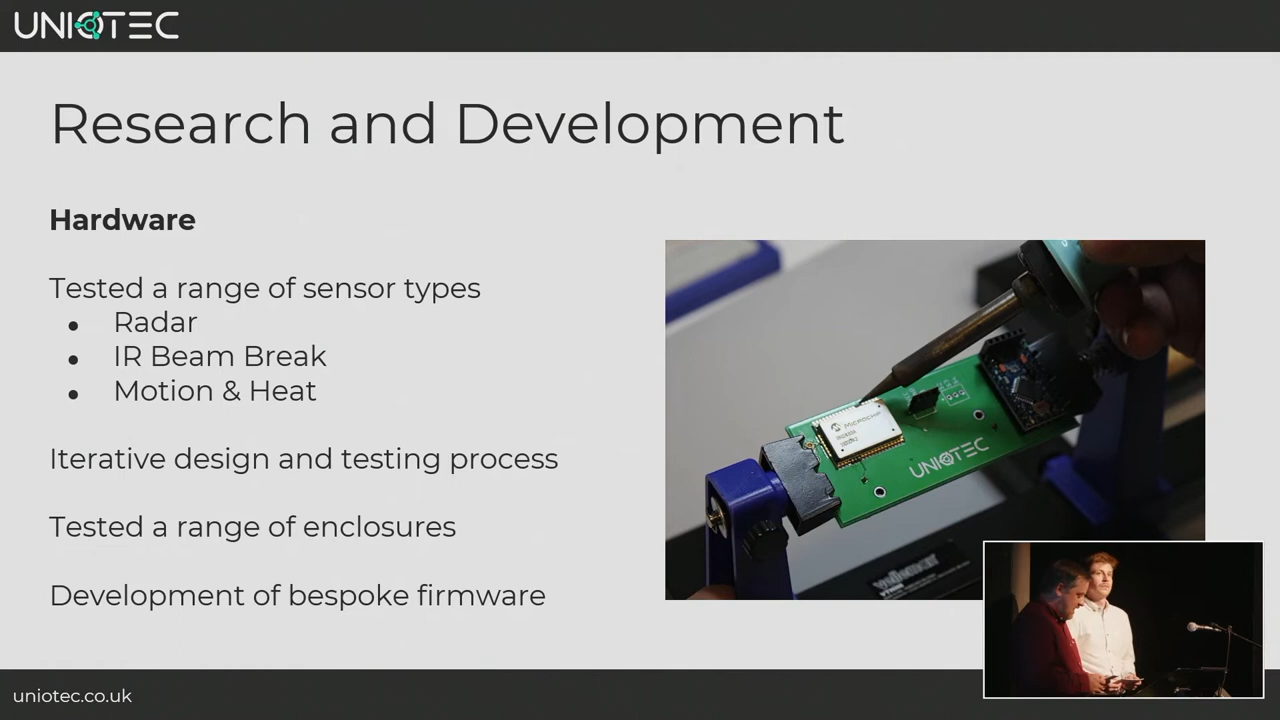 UNIOTEC
Research and Development
Hardware
Tested a range of sensor types
● Radar
● IR Beam Break
● Motion & Heat
Iterative design and testing process
Tested a range of enclosures
Development of bespoke firmware
MICROCHIP
UNIOTEC
uniotec.co.uk